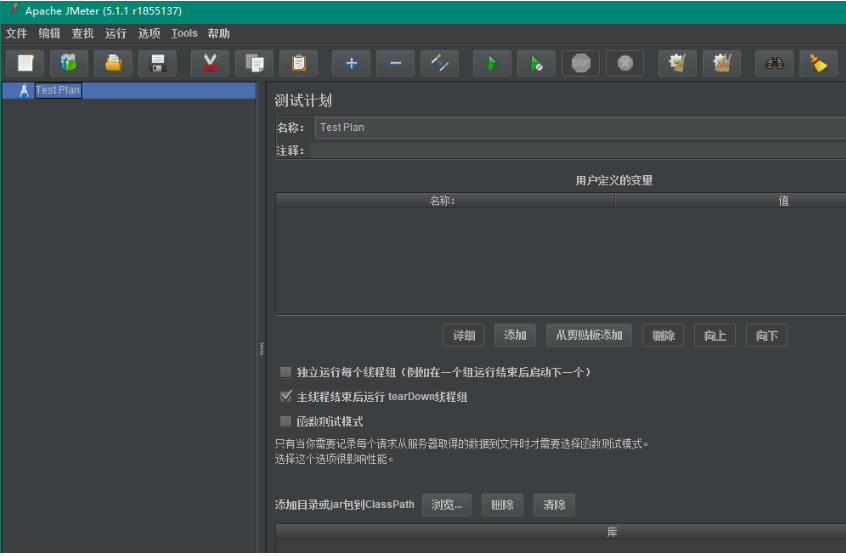 Apache JMeter (5.1.1 r1855137)
文件 编辑 查找 运行 选项 Tools 帮助
Test Plan
测试计划
名称： Test Plan
注释：
用户定义的变量
名称: 值
详细 添加 从剪贴板添加 删除 向上 向下
独立运行每个线程组（例如在一个组运行结束后启动下一个）
主线程结束后运行 tearDown线程组
函数测试模式
只有当你需要记录每个请求从服务器取得的数据到文件时才需要选择函数测试模式。
选择这个选项很影响性能。
添加目录或jar包到ClassPath 浏览... 删除 清除
库